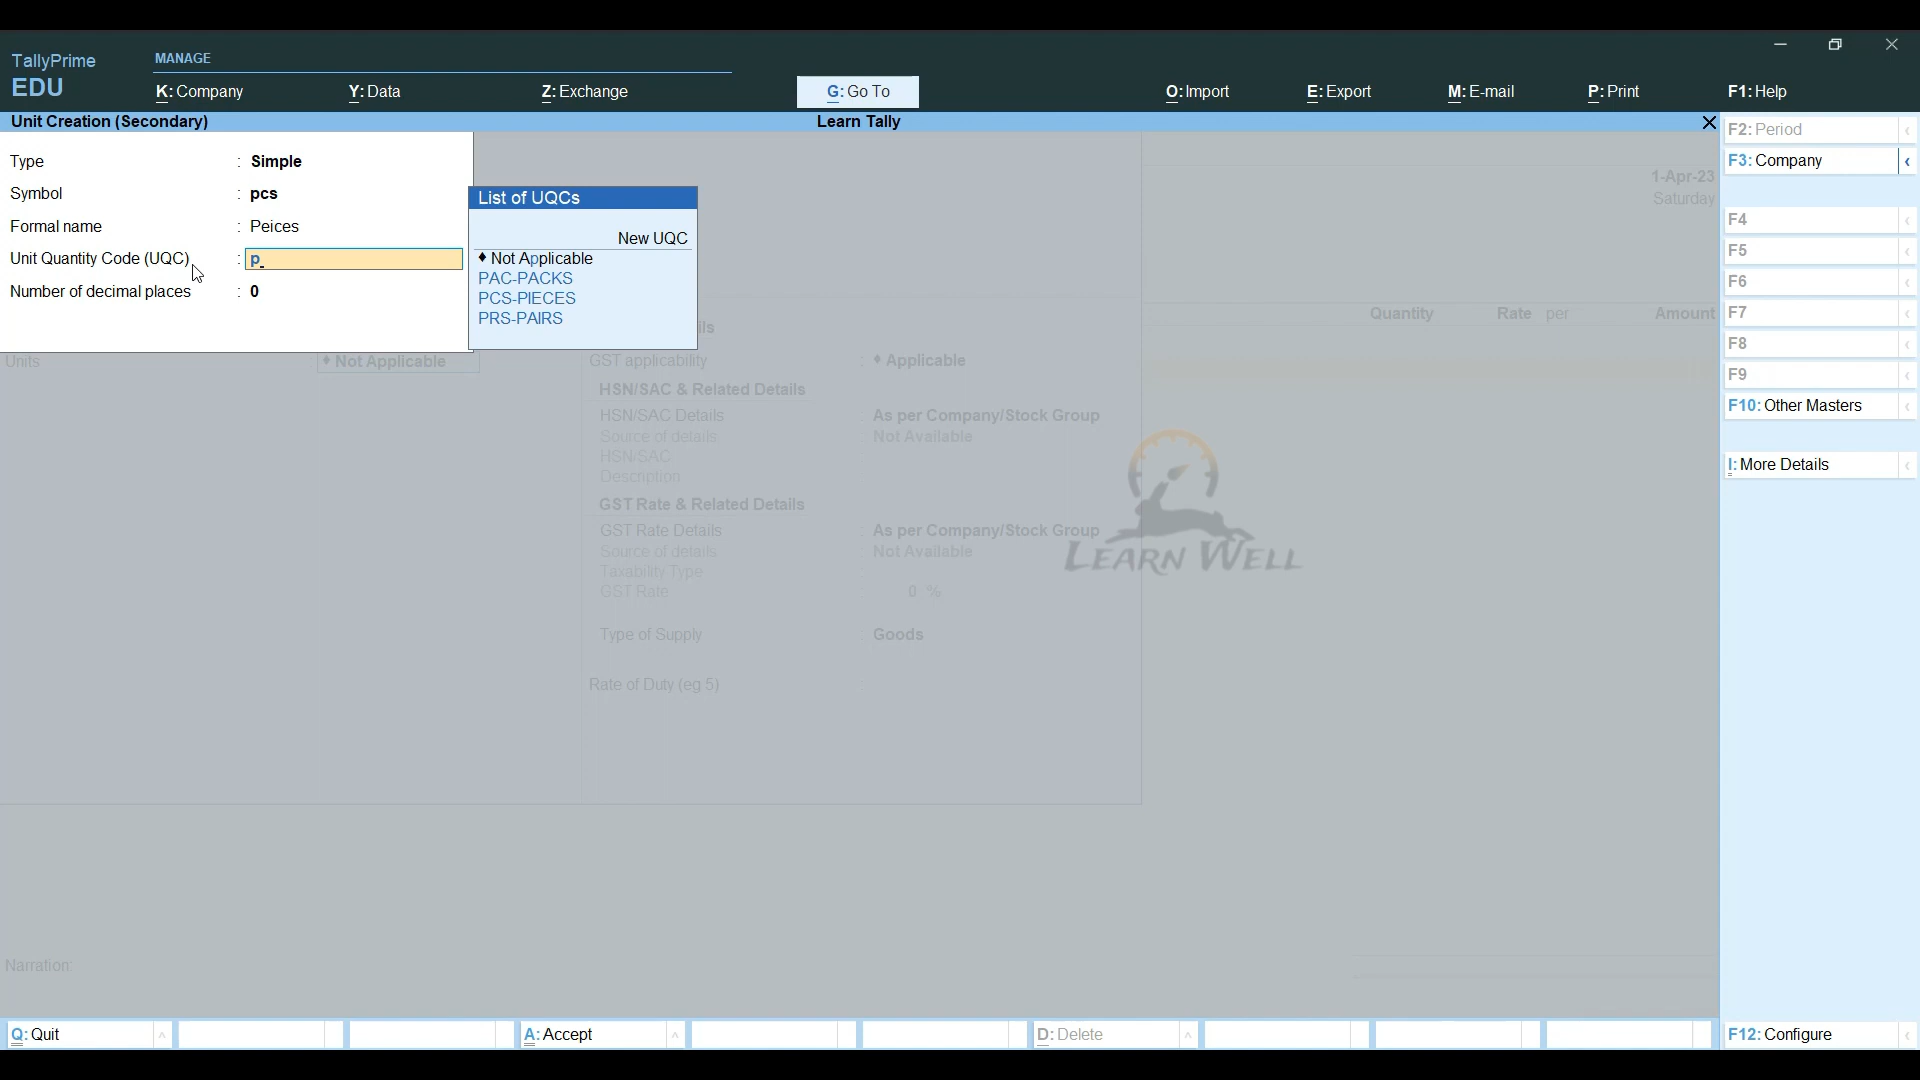 TallyPrime
EDU
MANAGE
K: Company
Y: Data
Z: Exchange
G: Go To
O: Import
E: Export
M: E-mail
P: Print
F1: Help
Unit Creation (Secondary)
Learn Tally
Type : Simple
Symbol : pcs
Formal name : Peices
Unit Quantity Code (UQC) : p
Number of decimal places : 0
List of UQCs
New UQC
♦ Not Applicable
PAC-PACKS
PCS-PIECES
PRS-PAIRS
1-Apr-23
Saturday
Quantity Rate per Amount
ils
Units ♦ Not Applicable
GST applicability : ♦ Applicable
HSN/SAC & Related Details
HSN/SAC Details : As per Company/Stock Group
Source of details Not Available
HSN/SAC
Description
GST Rate & Related Details
GST Rate Details : As per Company/Stock Group
Source of details Not Available
Taxability Type
GST Rate 0 %
Type of Supply : Goods
Rate of Duty (eg 5)
LEARN WELL
Narration:
F2: Period
F3: Company
F4
F5
F6
F7
F8
F9
F10: Other Masters
I: More Details
Q: Quit
A: Accept
D: Delete
F12: Configure